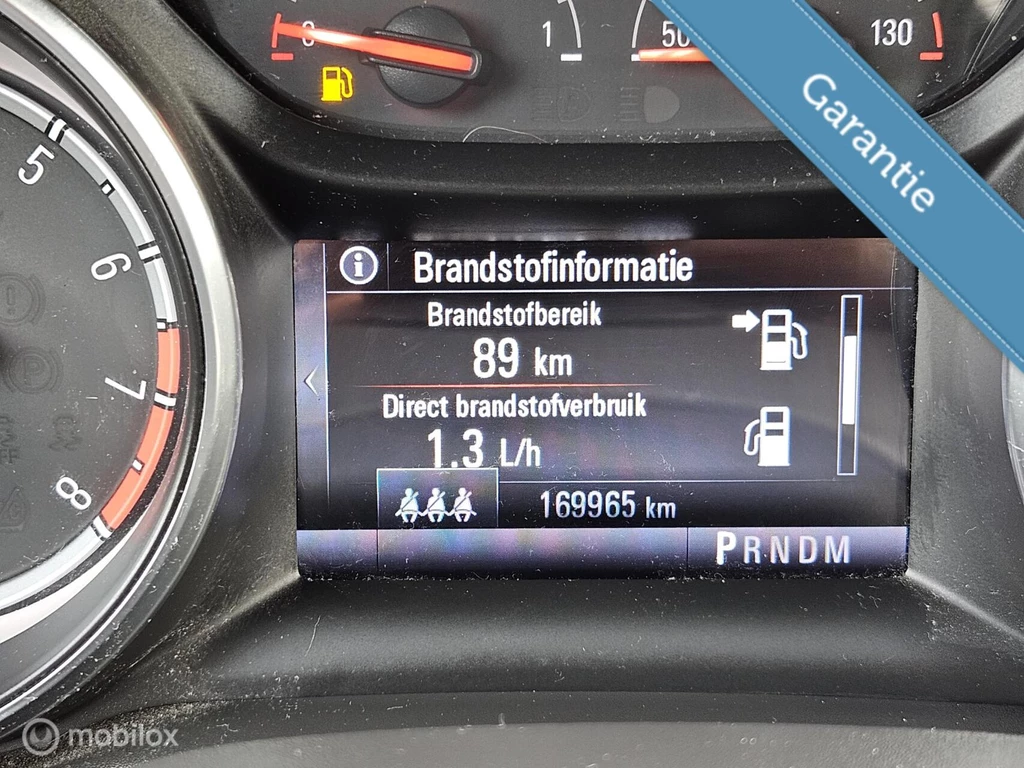 0
1
50
130
Garantie
5
6
7
8
Brandstofinformatie
Brandstofbereik
89 km
Direct brandstofverbruik
1.3 L/h
169965 km
PRNDM
mobilox